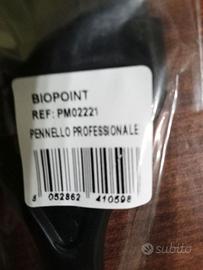 BIOPOINT
REF: PM02221
PENNELLO PROFESSIONALE
8 052862 410598
subito